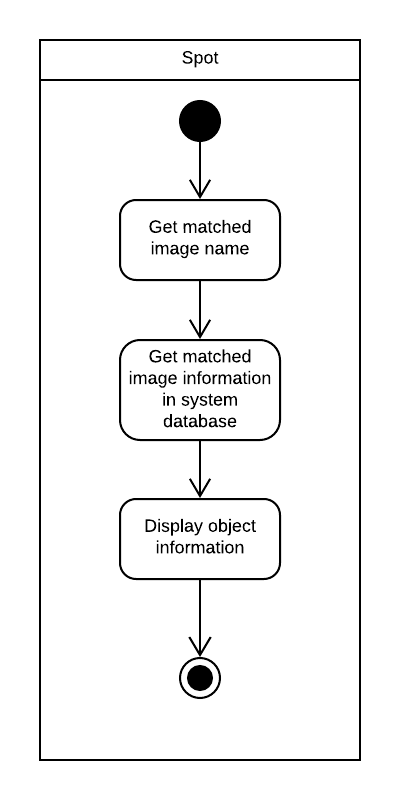 Spot
Get matched
image name
Get matched
image information
in system
database
Display object
information